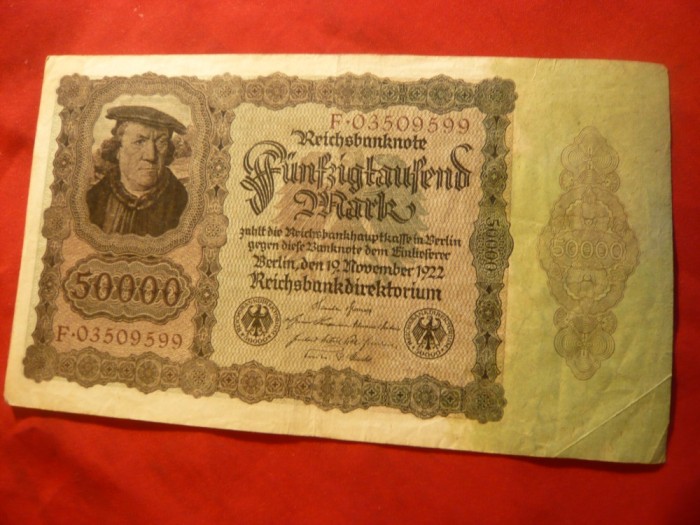 F·03509599
Reichsbanknote
Fünfzigtausend
Mark
zahlt die Reichsbankhauptkasse in Berlin
gegen diese Banknote dem Einlieferer
Berlin, den 19. November 1922
Reichsbankdirektorium
50000
F·03509599
50000
50000